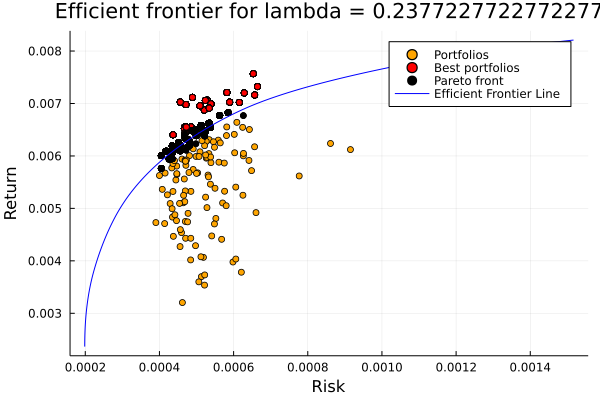 Efficient frontier for lambda = 0.2377227722772277
Return
0.008
0.007
0.006
0.005
0.004
0.003
Portfolios
Best portfolios
Pareto front
Efficient Frontier Line
0.0002 0.0004 0.0006 0.0008 0.0010 0.0012 0.0014
Risk